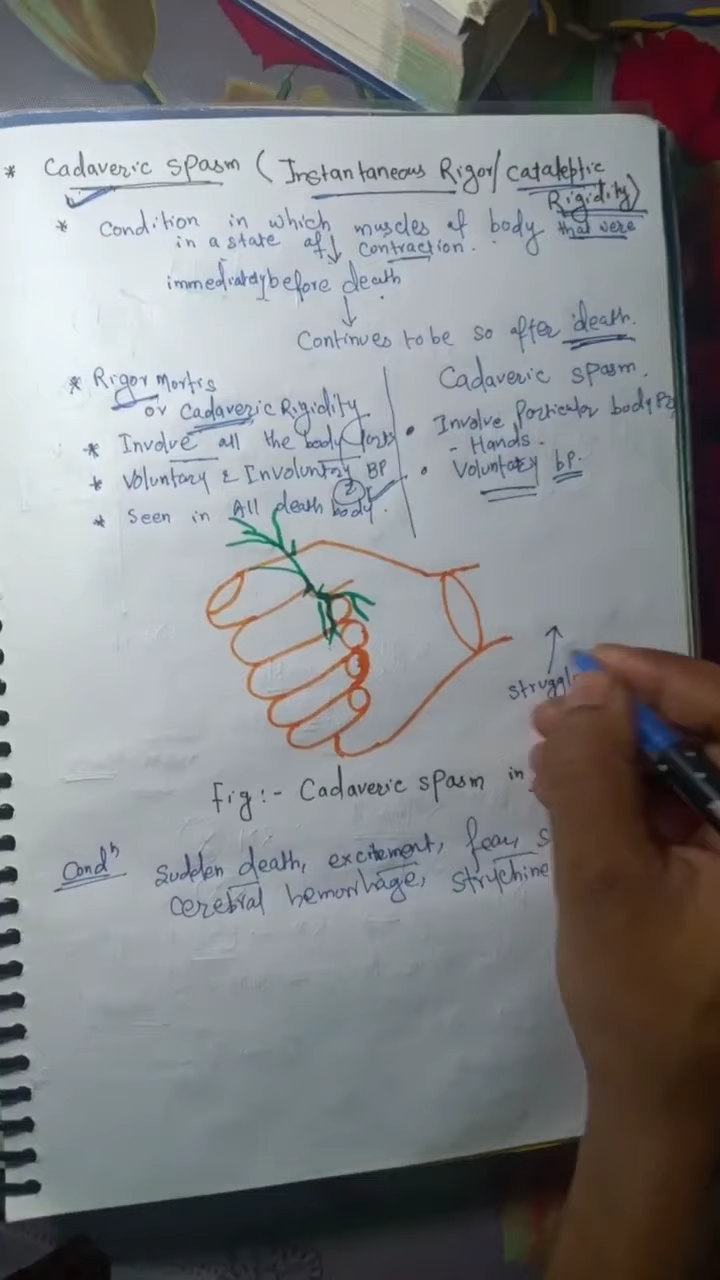 * Cadaveric Spasm ( Instantaneous Rigor/ Cataleptic
Rigidity)
* Condition in which muscles of body that were
in a state of contraction.
immediately before death
Continues to be so after death.
* Rigor Mortis
or Cadaveric Rigidity
* Involve all the body parts
* Voluntary & Involuntary BP
* Seen in All death body.
Cadaveric spasm.
• Involve Particular body
- Hands.
• Voluntary bP.
Fig:- Cadaveric spasm in
Condn Sudden death, excitement, fear, S
Cerebral hemorrhage, strychine